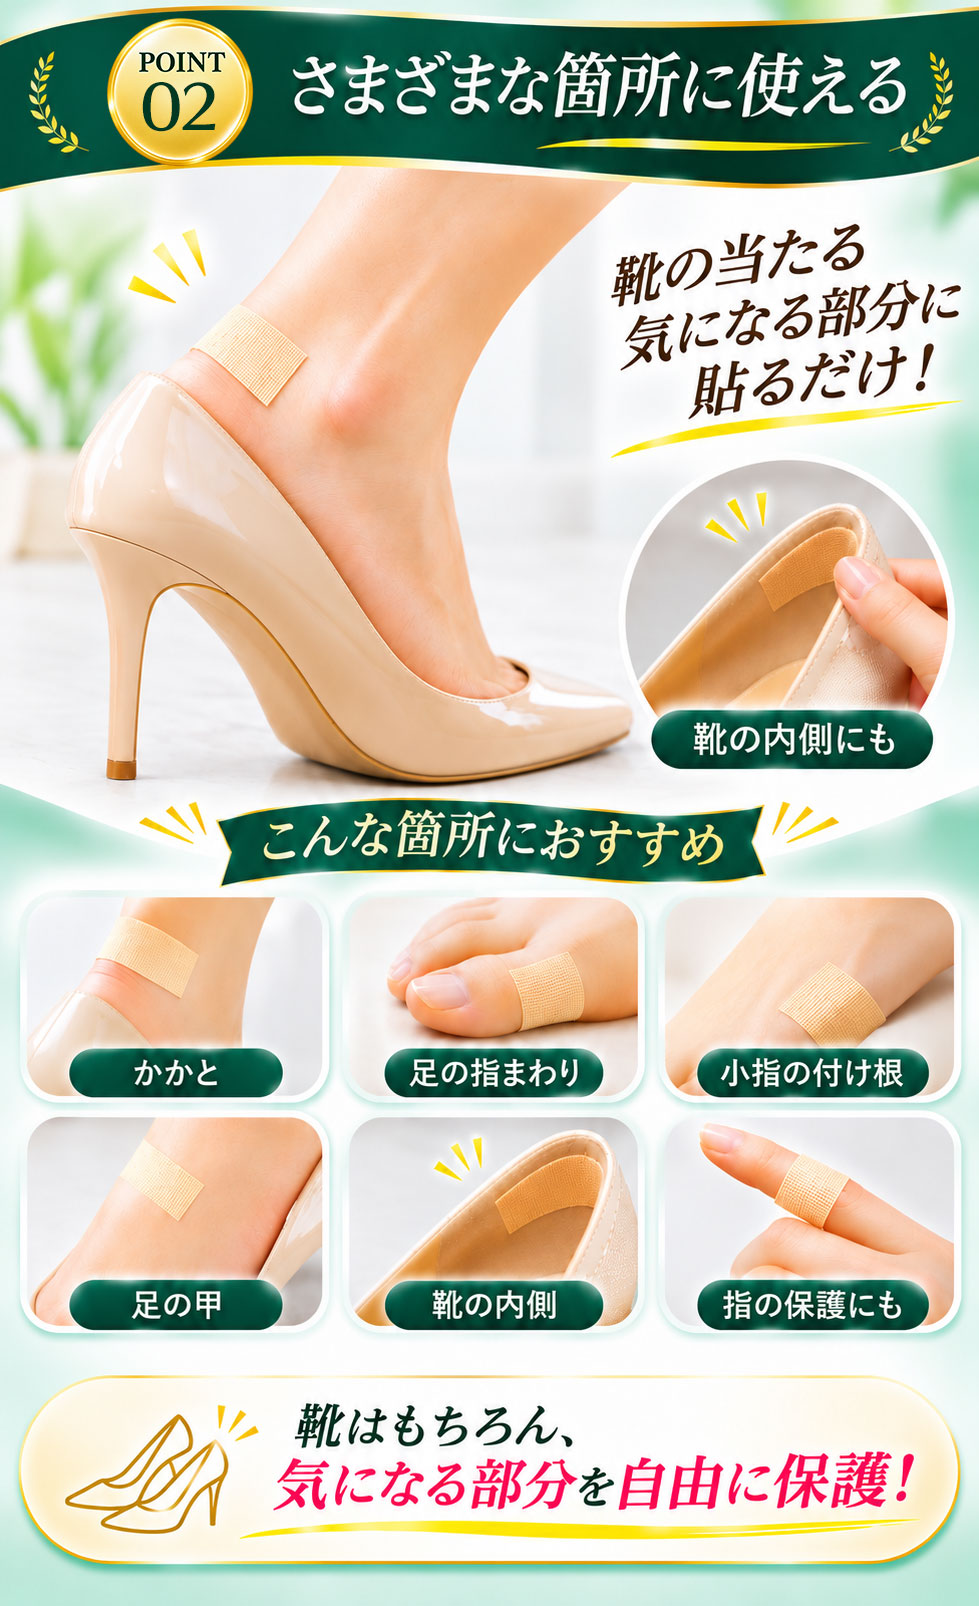 POINT
02
さまざまな箇所に使える
靴の当たる
気になる部分に
貼るだけ！
靴の内側にも
こんな箇所におすすめ
かかと
足の指まわり
小指の付け根
足の甲
靴の内側
指の保護にも
靴はもちろん、
気になる部分を自由に保護！